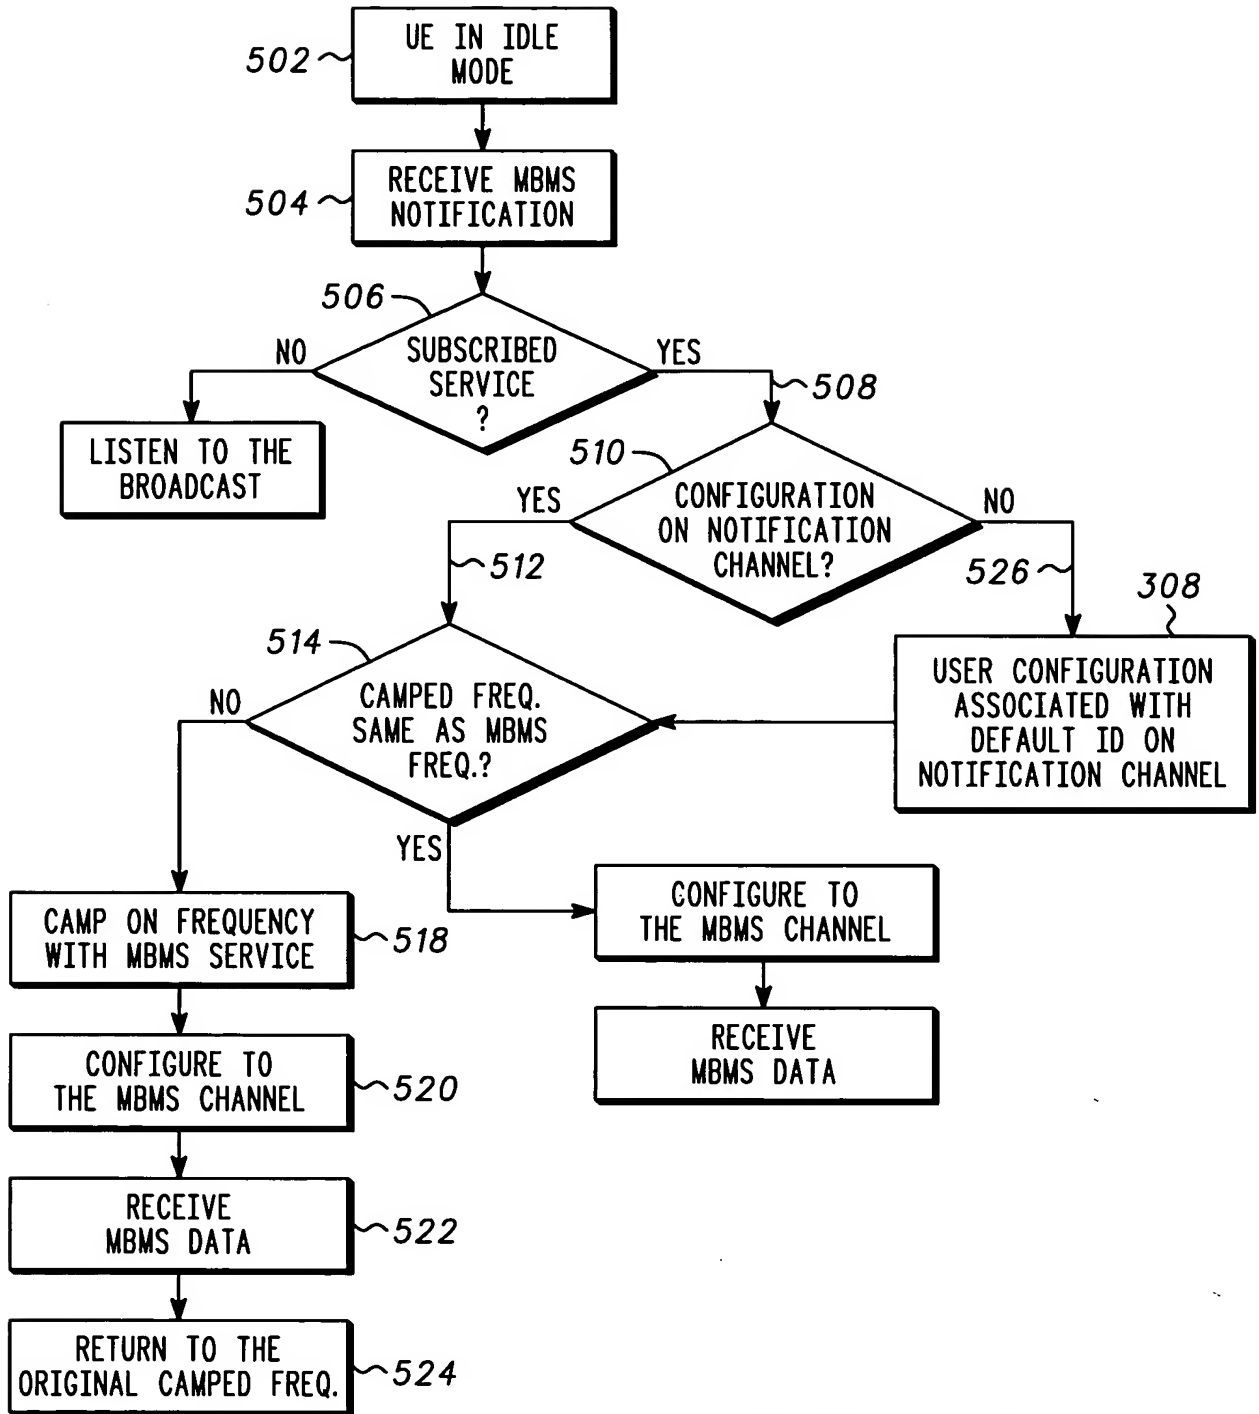 UE IN IDLE
MODE
502
RECEIVE MBMS
NOTIFICATION
504
506
SUBSCRIBED
SERVICE
?
NO
YES
508
LISTEN TO THE
BROADCAST
510
CONFIGURATION
ON NOTIFICATION
CHANNEL?
YES
NO
512
526
308
514
CAMPED FREQ.
SAME AS MBMS
FREQ.?
NO
YES
USER CONFIGURATION
ASSOCIATED WITH
DEFAULT ID ON
NOTIFICATION CHANNEL
CONFIGURE TO
THE MBMS CHANNEL
RECEIVE
MBMS DATA
CAMP ON FREQUENCY
WITH MBMS SERVICE
518
CONFIGURE TO
THE MBMS CHANNEL
520
RECEIVE
MBMS DATA
522
RETURN TO THE
ORIGINAL CAMPED FREQ.
524